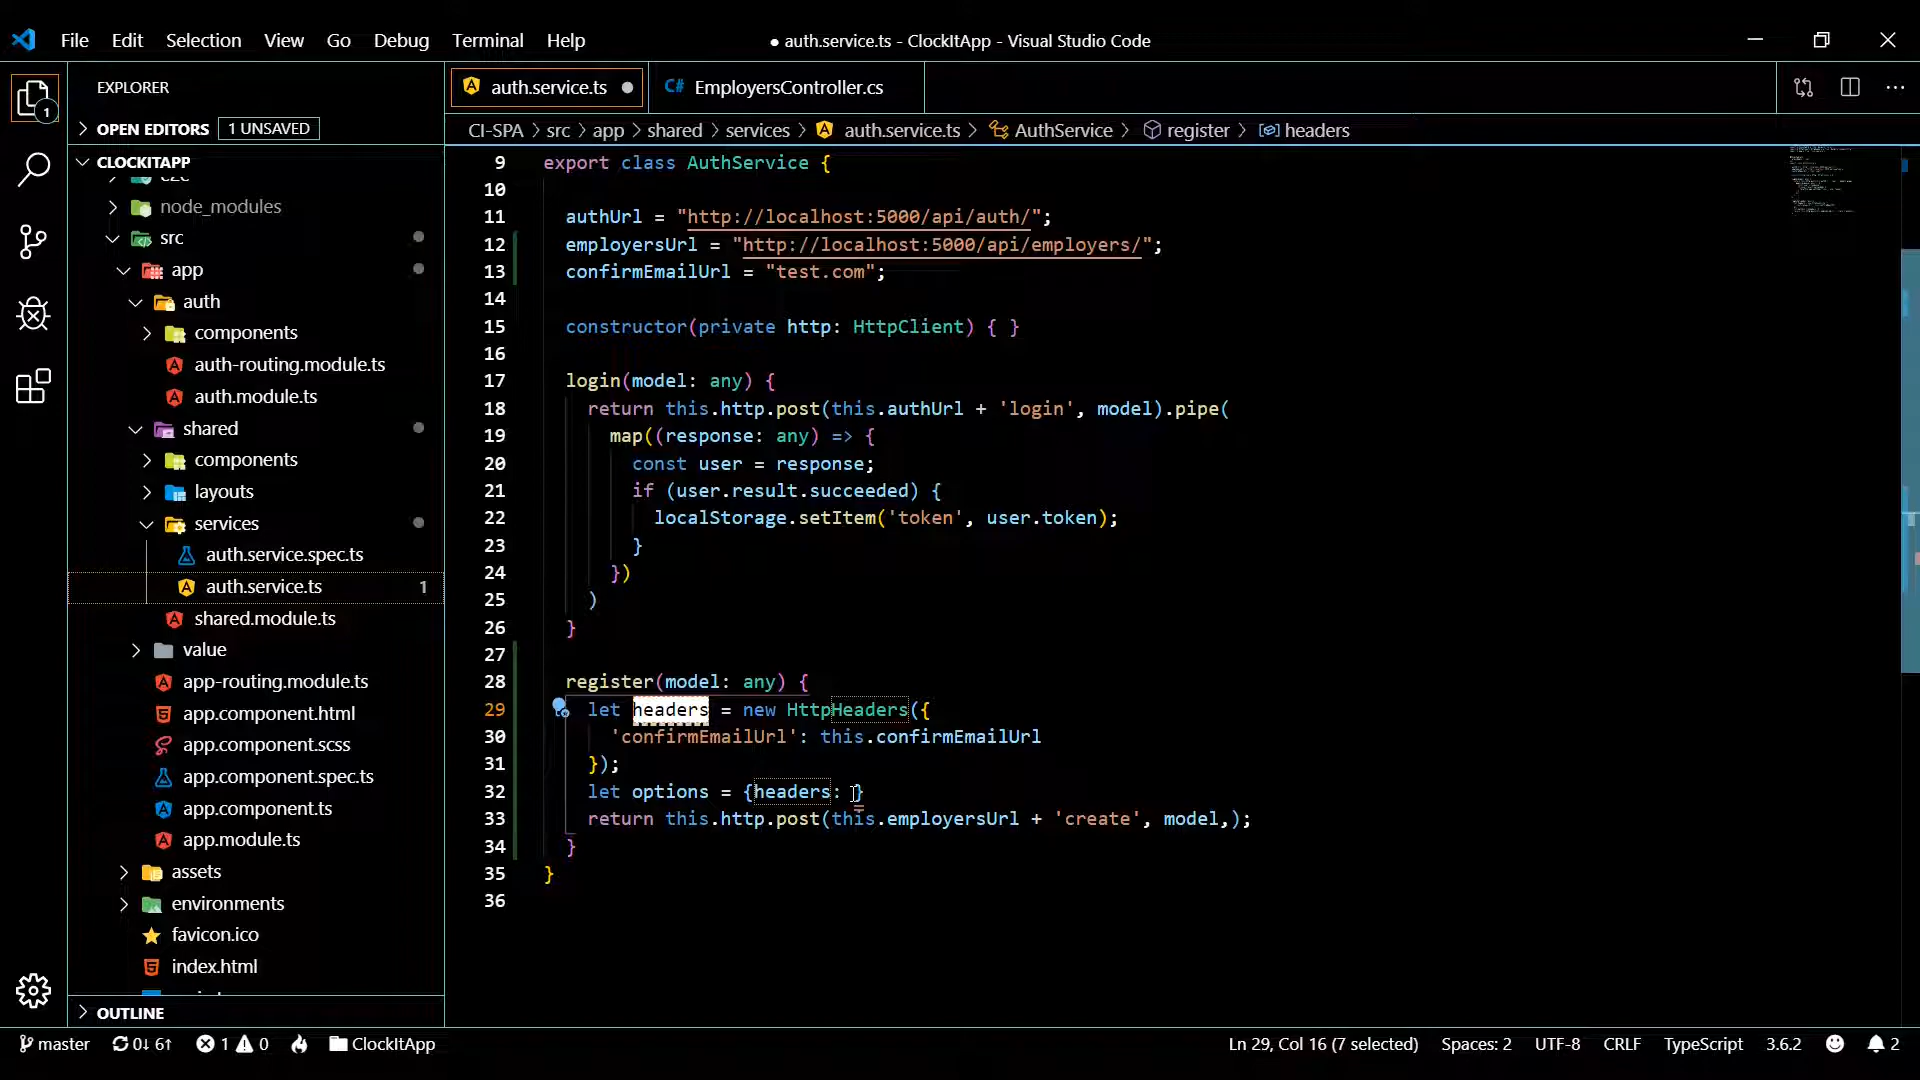 File Edit Selection View Go Debug Terminal Help
● auth.service.ts - ClockItApp - Visual Studio Code
EXPLORER
OPEN EDITORS 1 UNSAVED
CLOCKITAPP
node_modules
src
app
auth
components
auth-routing.module.ts
auth.module.ts
shared
components
layouts
services
auth.service.spec.ts
auth.service.ts 1
shared.module.ts
value
app-routing.module.ts
app.component.html
app.component.scss
app.component.spec.ts
app.component.ts
app.module.ts
assets
environments
favicon.ico
index.html
OUTLINE
1
auth.service.ts ●
C# EmployersController.cs
CI-SPA > src > app > shared > services > auth.service.ts > AuthService > register > headers
9 export class AuthService {
10
11 authUrl = "http://localhost:5000/api/auth/";
12 employersUrl = "http://localhost:5000/api/employers/";
13 confirmEmailUrl = "test.com";
14
15 constructor(private http: HttpClient) { }
16
17 login(model: any) {
18 return this.http.post(this.authUrl + 'login', model).pipe(
19 map((response: any) => {
20 const user = response;
21 if (user.result.succeeded) {
22 localStorage.setItem('token', user.token);
23 }
24 })
25 )
26 }
27
28 register(model: any) {
29 let headers = new HttpHeaders({
30 'confirmEmailUrl': this.confirmEmailUrl
31 });
32 let options = {headers: }
33 return this.http.post(this.employersUrl + 'create', model,);
34 }
35 }
36
master 0↓ 6↑ 1 0 ClockItApp
Ln 29, Col 16 (7 selected) Spaces: 2 UTF-8 CRLF TypeScript 3.6.2 2